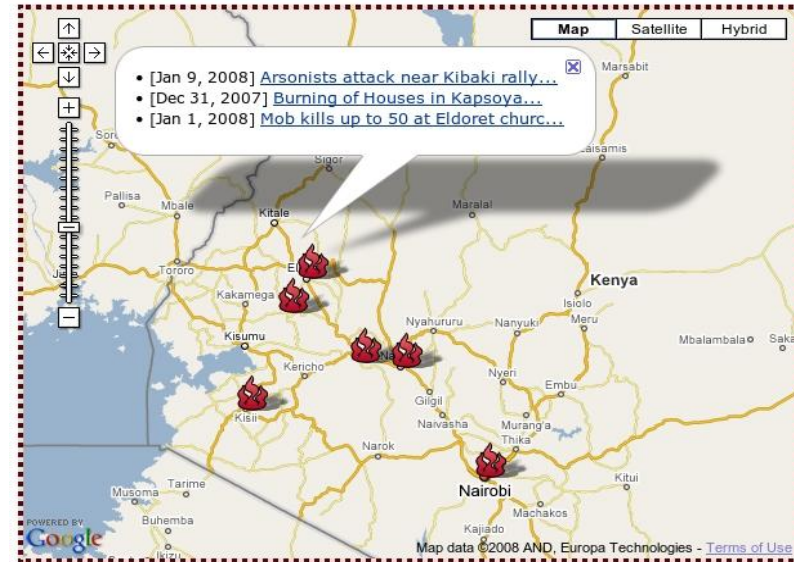 Map Satellite Hybrid
Marsabit
• [Jan 9, 2008] Arsonists attack near Kibaki rally...
• [Dec 31, 2007] Burning of Houses in Kapsoya...
• [Jan 1, 2008] Mob kills up to 50 at Eldoret churc...
Sigor
Pallisa
Mbale
Kitale
Maralal
Tororo
Kenya
Kakamega
Isiolo
Nyahururu
Nanyuki
Meru
Kisumu
Mbalambala
Kericho
Nyeri
Embu
Gilgil
Kisii
Naivasha
Murang'a
Thika
Narok
Nairobi
Kitui
Musoma
Tarime
Machakos
Buhemba
Kajiado
POWERED BY
Google
Ikizu
Map data ©2008 AND, Europa Technologies - Terms of Use